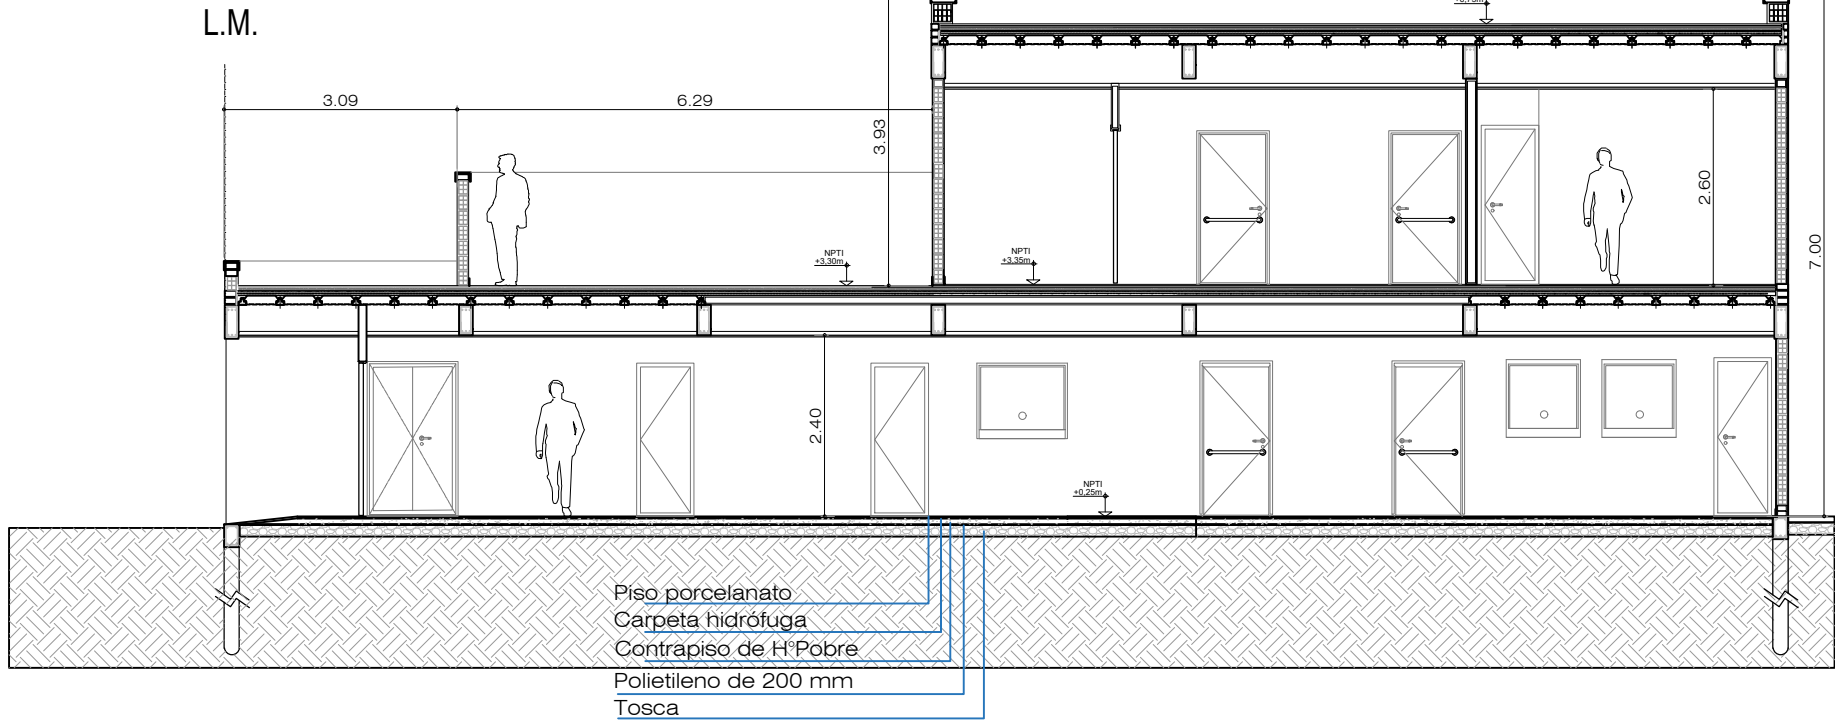 L.M.
3.09
6.29
3.93
2.60
7.00
NPTI
+3,30m
NPTI
+3,35m
2.40
NPTI
+0,25m
Piso porcelanato
Carpeta hidrófuga
Contrapiso de H°Pobre
Polietileno de 200 mm
Tosca